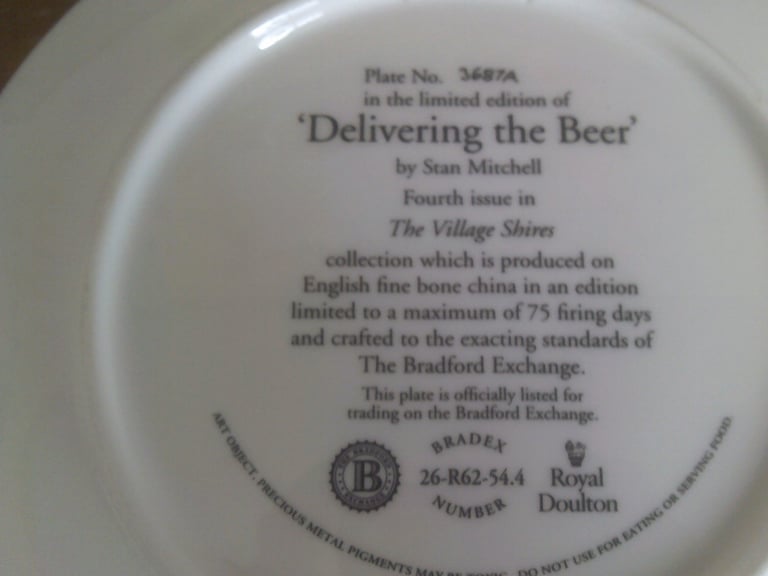 Plate No. 3687A
in the limited edition of
'Delivering the Beer'
by Stan Mitchell
Fourth issue in
The Village Shires
collection which is produced on
English fine bone china in an edition
limited to a maximum of 75 firing days
and crafted to the exacting standards of
The Bradford Exchange.
This plate is officially listed for
trading on the Bradford Exchange.
THE BRADFORD
B
EXCHANGE
BRADEX
26-R62-54.4
NUMBER
Royal
Doulton
ART OBJECT, PRECIOUS METAL PIGMENTS MAY BE TOXIC. DO NOT USE FOR EATING OR SERVING FOOD